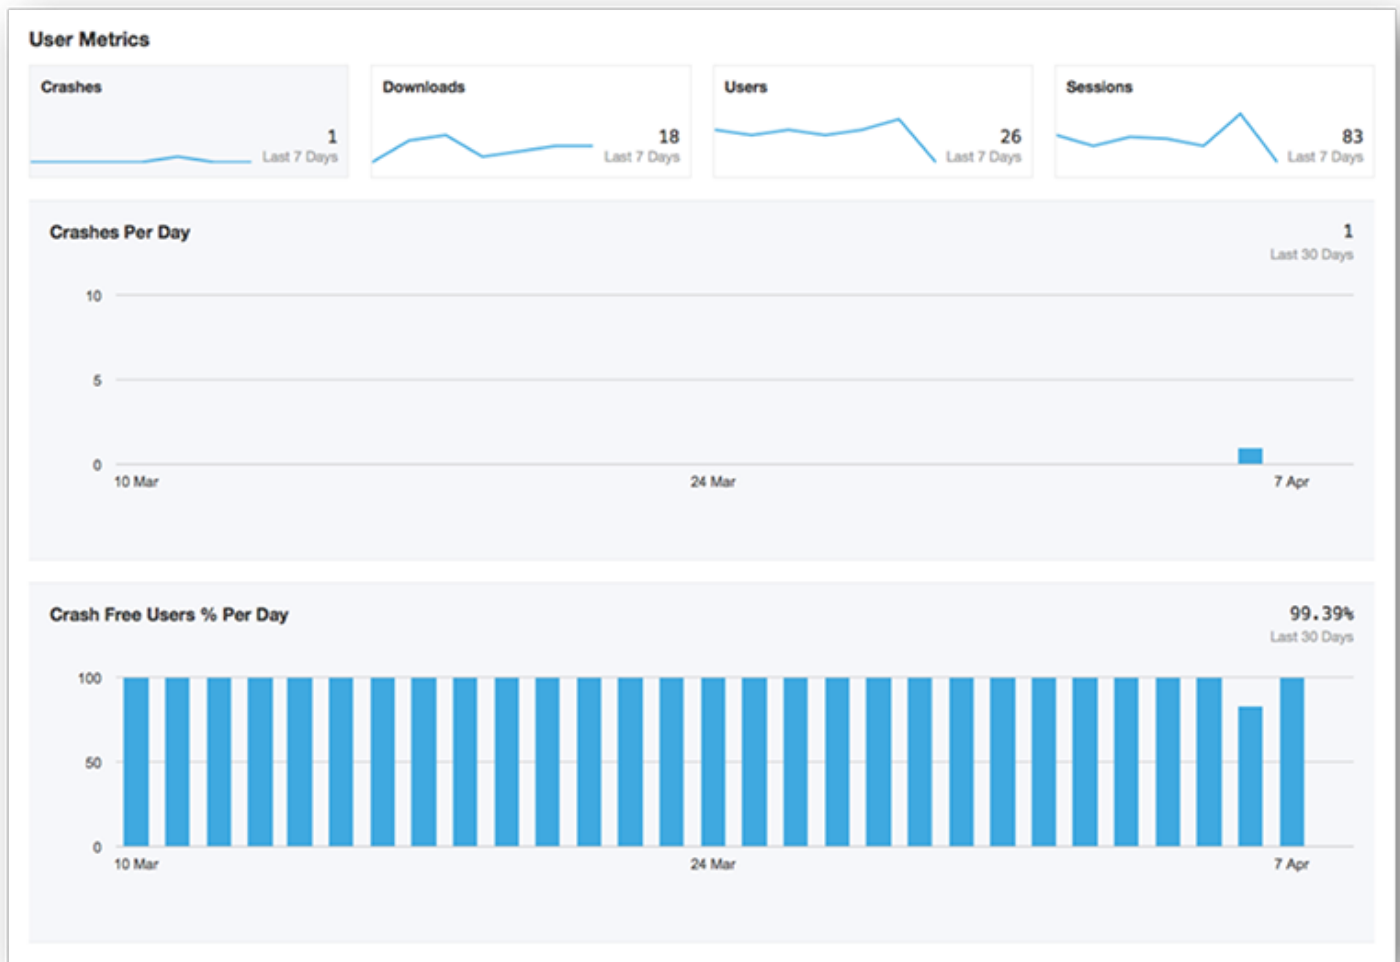 User Metrics
Crashes
1
Last 7 Days
Downloads
18
Last 7 Days
Users
26
Last 7 Days
Sessions
83
Last 7 Days
Crashes Per Day
1
Last 30 Days
10
5
0
10 Mar 24 Mar 7 Apr
Crash Free Users % Per Day
99.39%
Last 30 Days
100
50
0
10 Mar 24 Mar 7 Apr